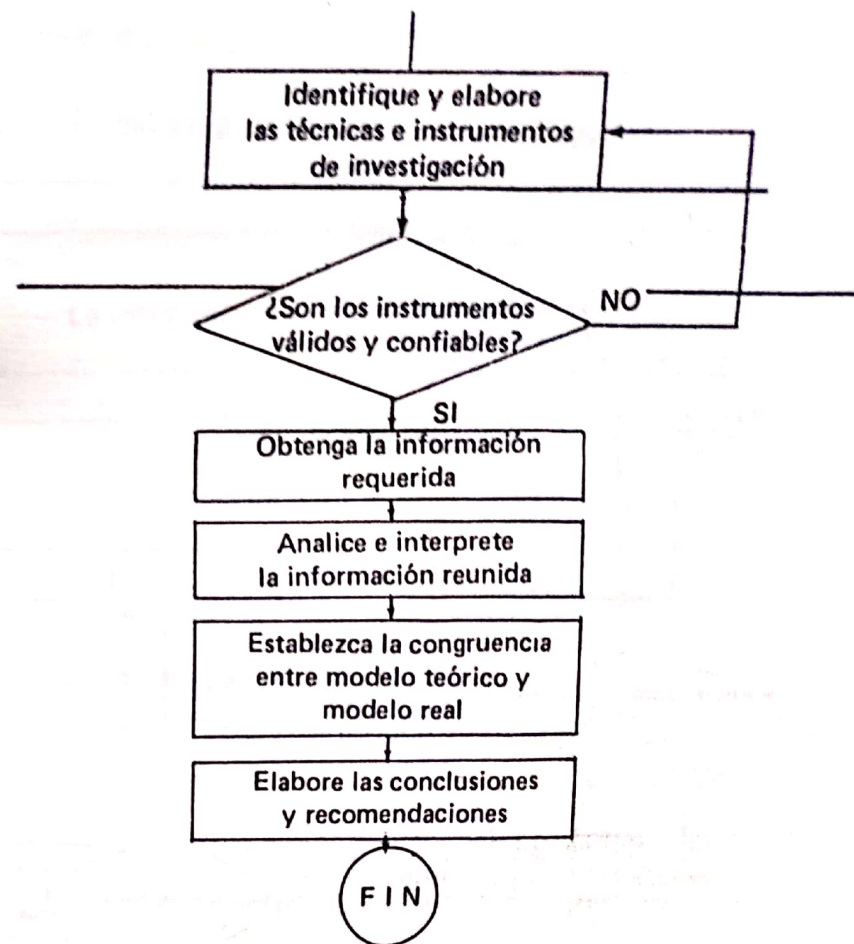 Identifique y elabore
las técnicas e instrumentos
de investigación
¿Son los instrumentos
válidos y confiables?
NO
SI
Obtenga la información
requerida
Analice e interprete
la información reunida
Establezca la congruencia
entre modelo teórico y
modelo real
Elabore las conclusiones
y recomendaciones
FIN